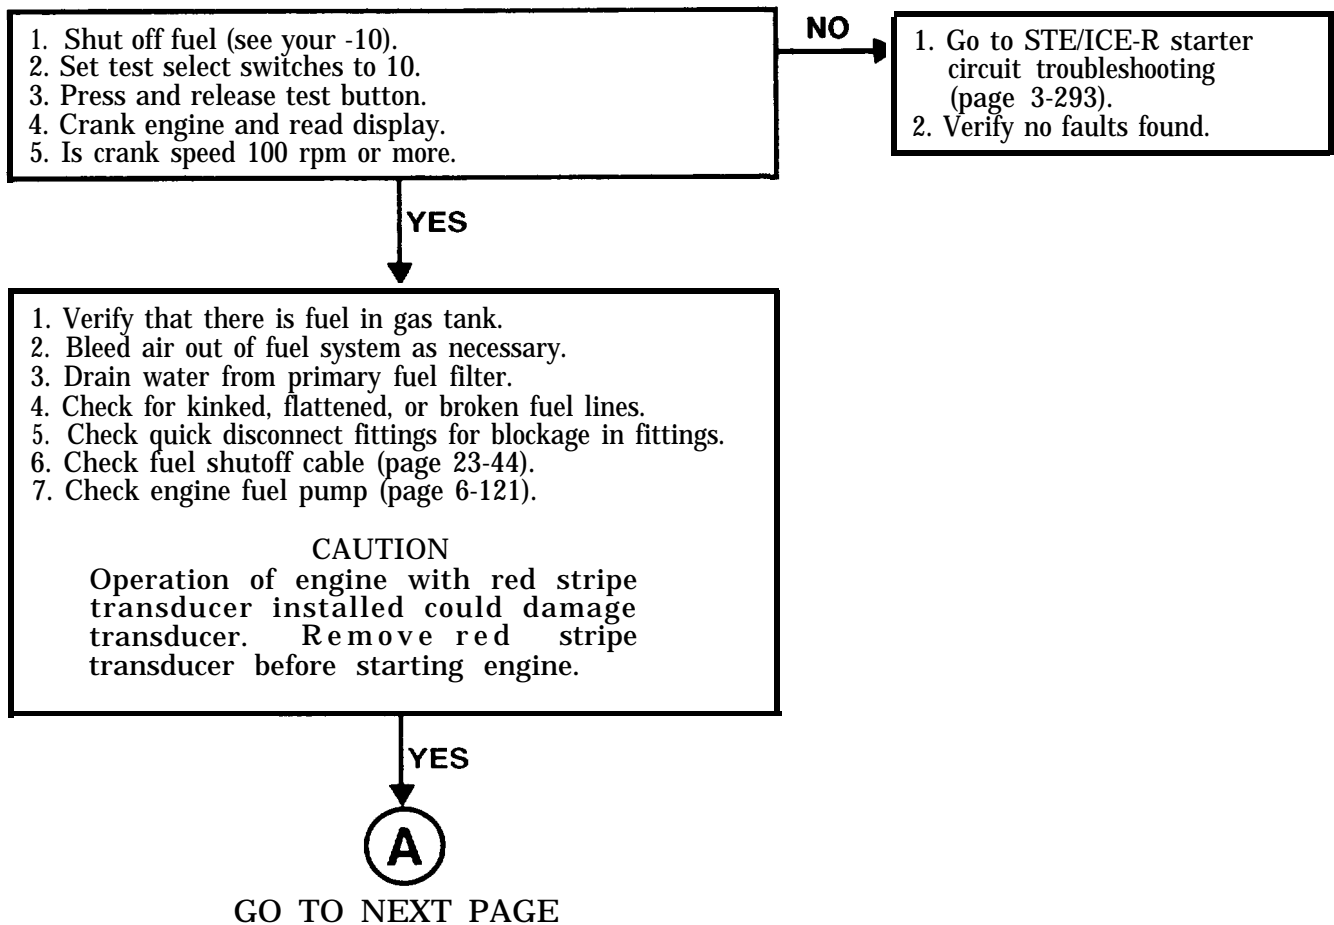 1. Shut off fuel (see your -10).
2. Set test select switches to 10.
3. Press and release test button.
4. Crank engine and read display.
5. Is crank speed 100 rpm or more.
NO
1. Go to STE/ICE-R starter
circuit troubleshooting
(page 3-293).
2. Verify no faults found.
YES
1. Verify that there is fuel in gas tank.
2. Bleed air out of fuel system as necessary.
3. Drain water from primary fuel filter.
4. Check for kinked, flattened, or broken fuel lines.
5. Check quick disconnect fittings for blockage in fittings.
6. Check fuel shutoff cable (page 23-44).
7. Check engine fuel pump (page 6-121).
CAUTION
Operation of engine with red stripe
transducer installed could damage
transducer. Remove red stripe
transducer before starting engine.
YES
A
GO TO NEXT PAGE